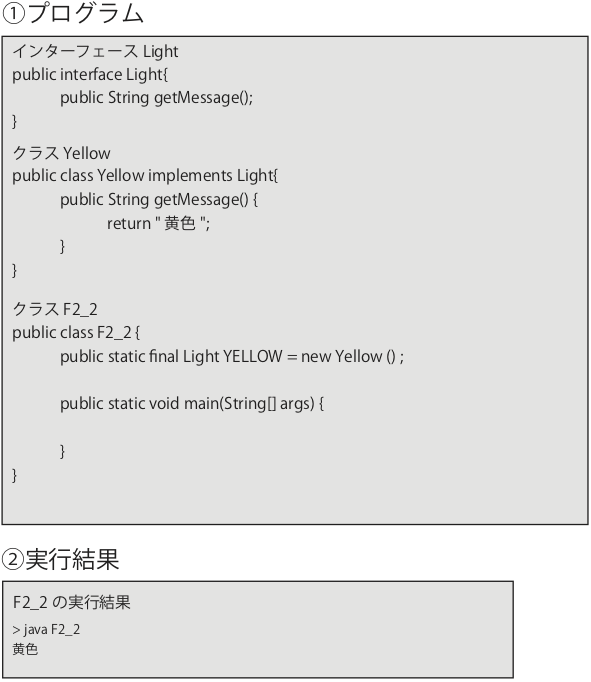 ①プログラム
インターフェース Light
public interface Light{
public String getMessage();
}
クラス Yellow
public class Yellow implements Light{
public String getMessage() {
return " 黄色 ";
}
}
クラス F2_2
public class F2_2 {
public static final Light YELLOW = new Yellow () ;
public static void main(String[] args) {
}
}
②実行結果
F2_2 の実行結果
> java F2_2
黄色